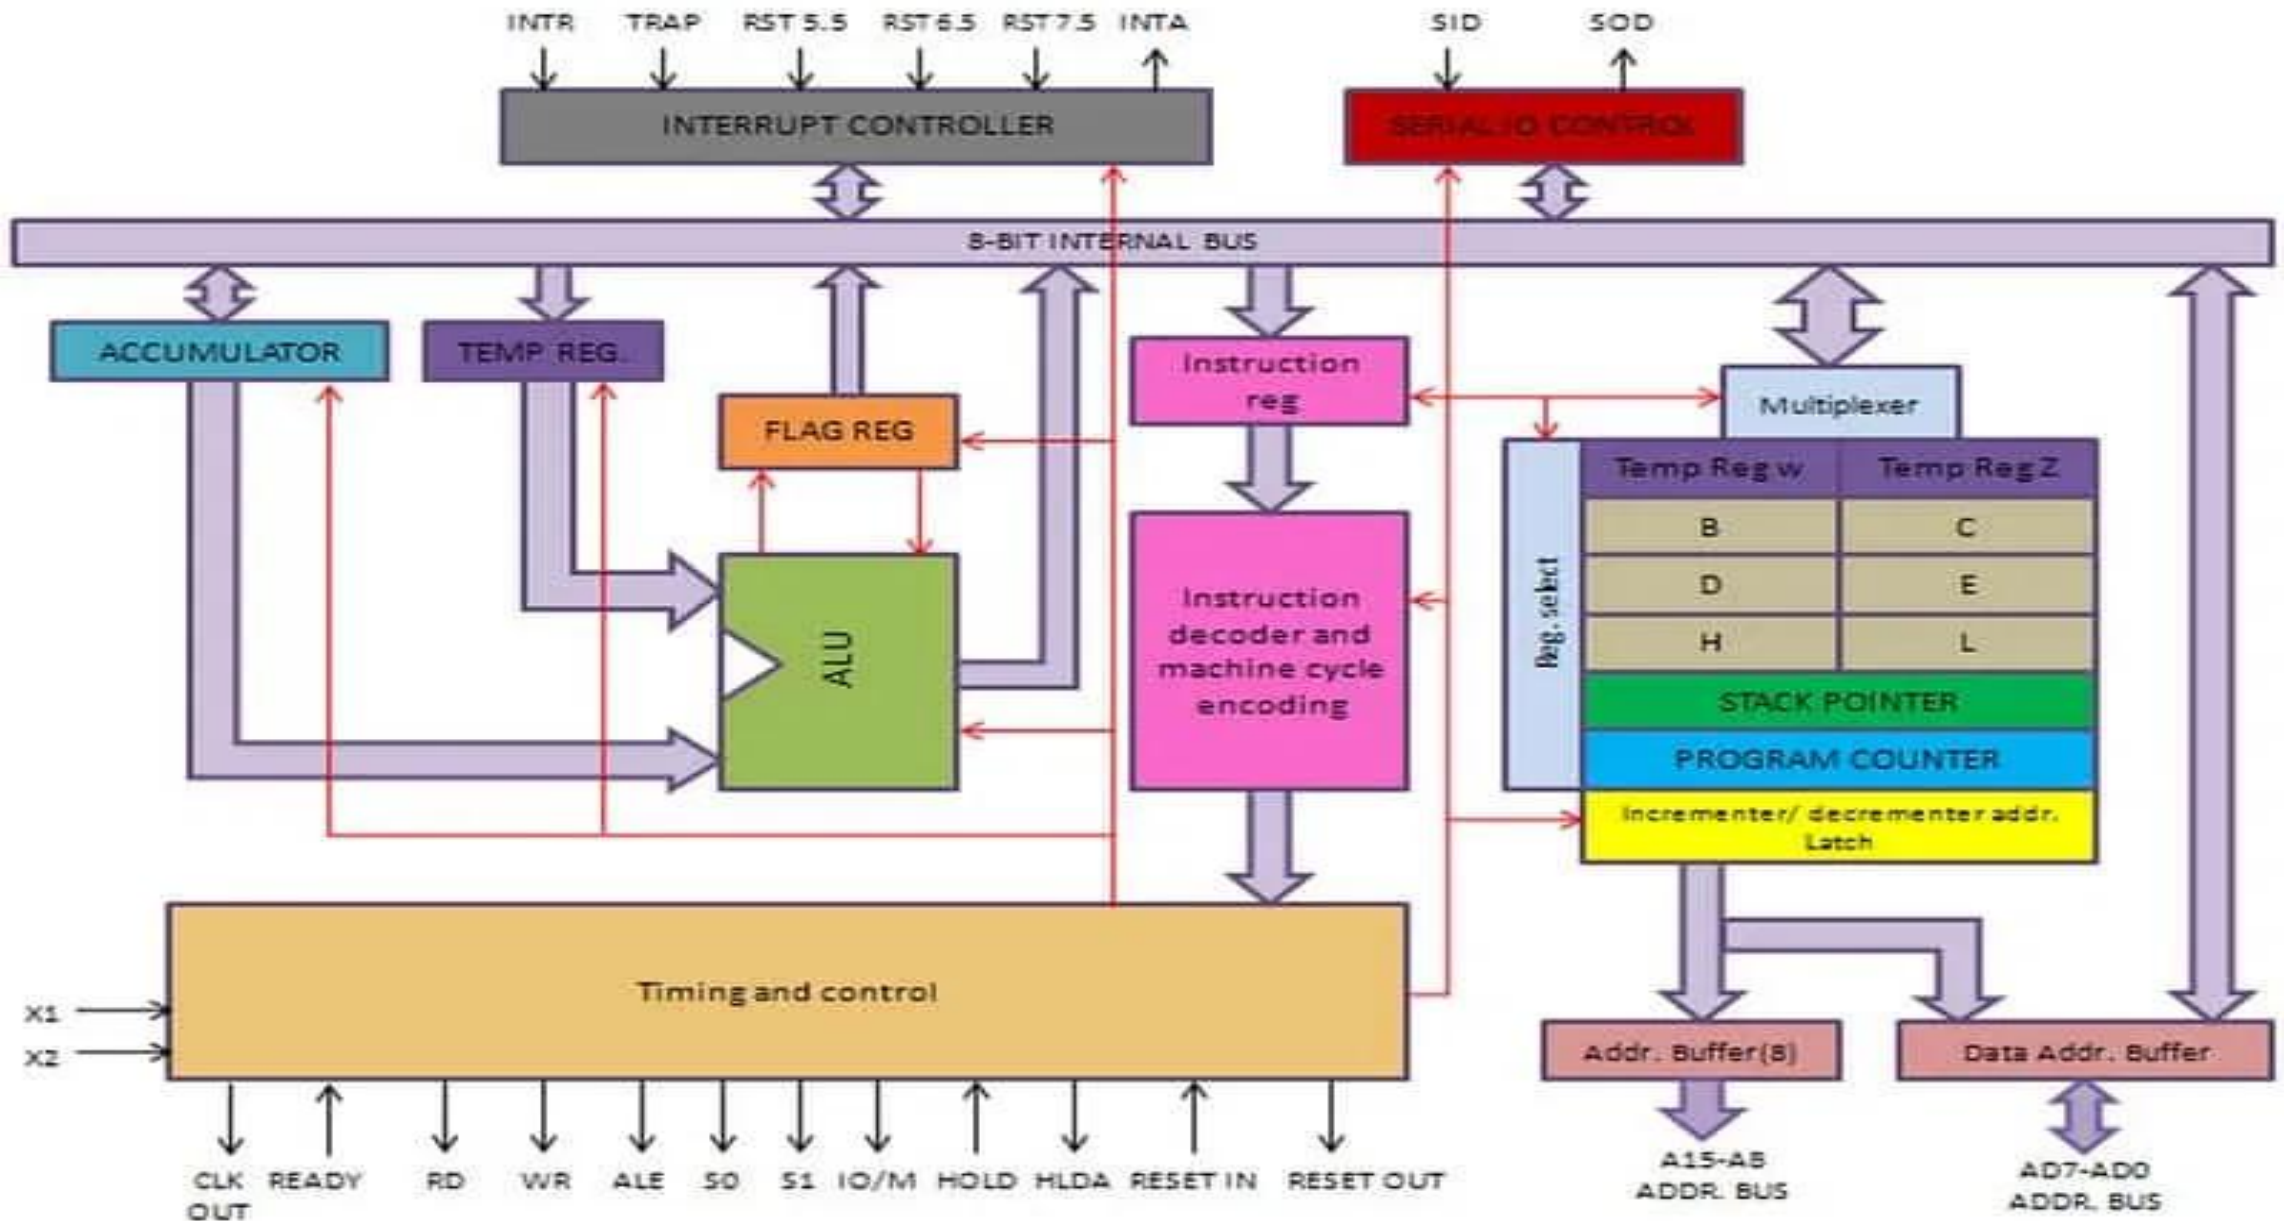 INTR TRAP RST 5.5 RST 6.5 RST 7.5 INTA SID SOD
INTERRUPT CONTROLLER
SERIAL IO CONTROL
8-BIT INTERNAL BUS
ACCUMULATOR
TEMP REG.
FLAG REG
ALU
Instruction
reg
Instruction
decoder and
machine cycle
encoding
Multiplexer
Reg. select
Temp Reg w Temp Reg Z
B C
D E
H L
STACK POINTER
PROGRAM COUNTER
Incrementer/ decrementer addr.
Latch
Timing and control
X1
X2
Addr. Buffer(8)
Data Addr. Buffer
CLK
OUT
READY RD WR ALE S0 S1 IO/M HOLD HLDA RESET IN RESET OUT
A15-A8
ADDR. BUS
AD7-AD0
ADDR. BUS